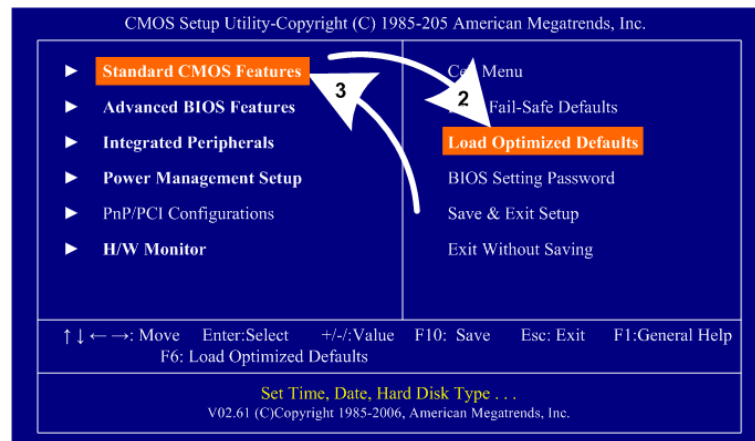 CMOS Setup Utility-Copyright (C) 1985-205 American Megatrends, Inc.
► Standard CMOS Features
► Advanced BIOS Features
► Integrated Peripherals
► Power Management Setup
► PnP/PCI Configurations
► H/W Monitor
3
2
Menu
Fail-Safe Defaults
Load Optimized Defaults
BIOS Setting Password
Save & Exit Setup
Exit Without Saving
↑↓←→: Move Enter:Select +/-/:Value F10: Save Esc: Exit F1:General Help
F6: Load Optimized Defaults
Set Time, Date, Hard Disk Type . . .
V02.61 (C)Copyright 1985-2006, American Megatrends, Inc.